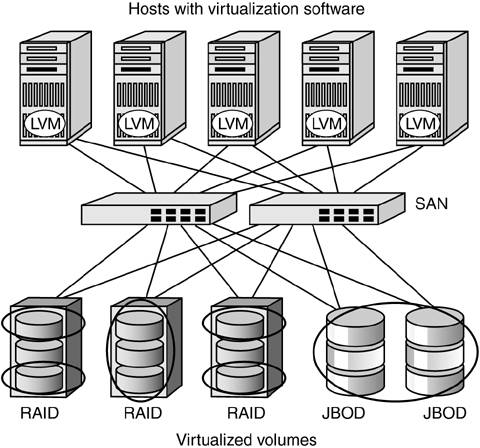 Hosts with virtualization software
LVM LVM LVM LVM LVM
SAN
RAID RAID RAID JBOD JBOD
Virtualized volumes